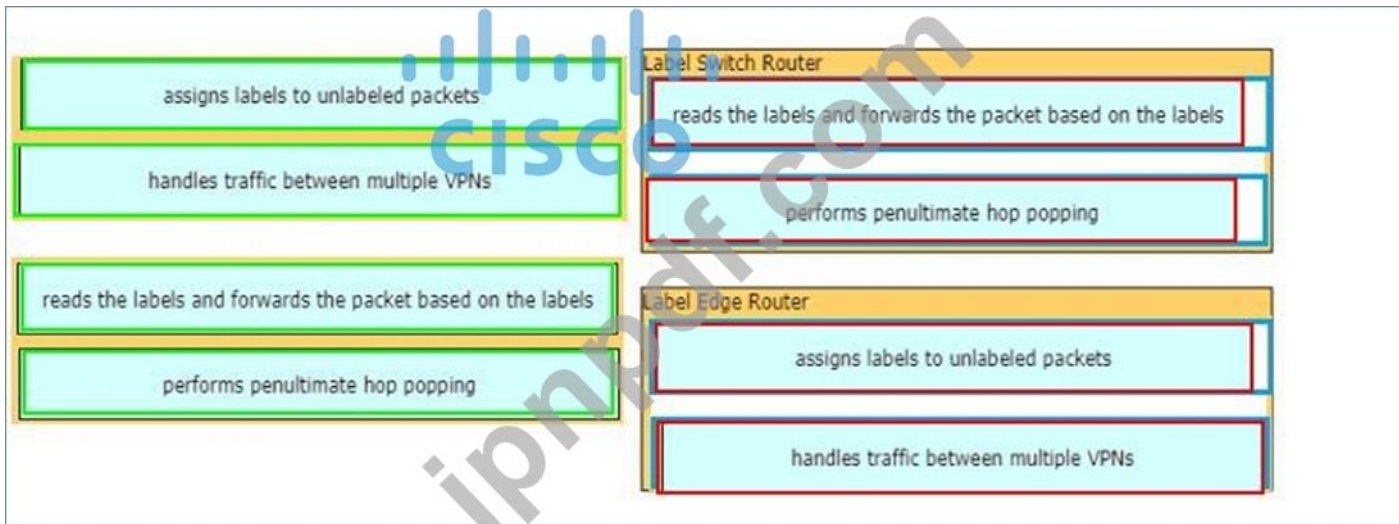 assigns labels to unlabeled packets
handles traffic between multiple VPNs
reads the labels and forwards the packet based on the labels
performs penultimate hop popping
CISCO
Label Switch Router
reads the labels and forwards the packet based on the labels
performs penultimate hop popping
Label Edge Router
assigns labels to unlabeled packets
handles traffic between multiple VPNs
ipnpdf.com